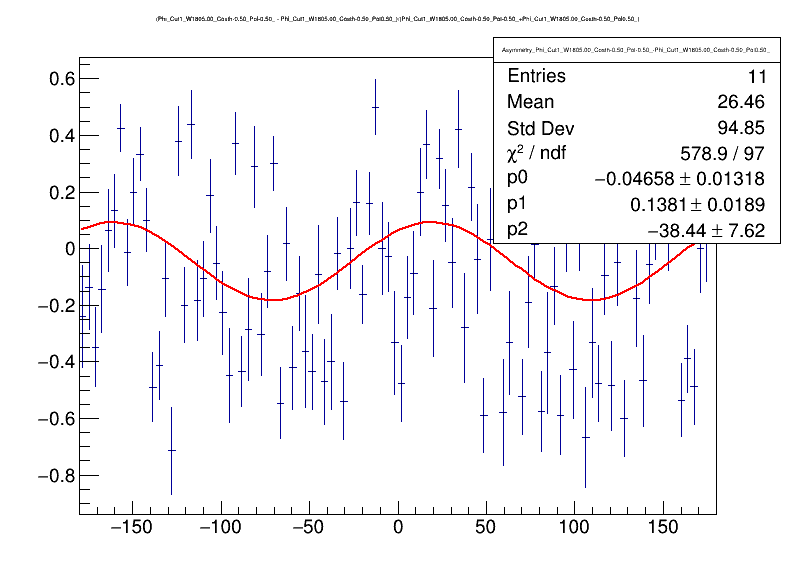 (Phi_Cut1_W1805.00_Costh-0.50_Pol-0.50_ - Phi_Cut1_W1805.00_Costh-0.50_Pol0.50_)/(Phi_Cut1_W1805.00_Costh-0.50_Pol-0.50_+Phi_Cut1_W1805.00_Costh-0.50_Pol0.50_)
Asymmetry_Phi_Cut1_W1805.00_Costh-0.50_Pol-0.50_-Phi_Cut1_W1805.00_Costh-0.50_Pol0.50_
Entries 11
Mean 26.46
Std Dev 94.85
χ² / ndf 578.9 / 97
p0 −0.04658 ± 0.01318
p1 0.1381 ± 0.0189
p2 −38.44 ± 7.62
0.6
0.4
0.2
0
−0.2
−0.4
−0.6
−0.8
−150 −100 −50 0 50 100 150